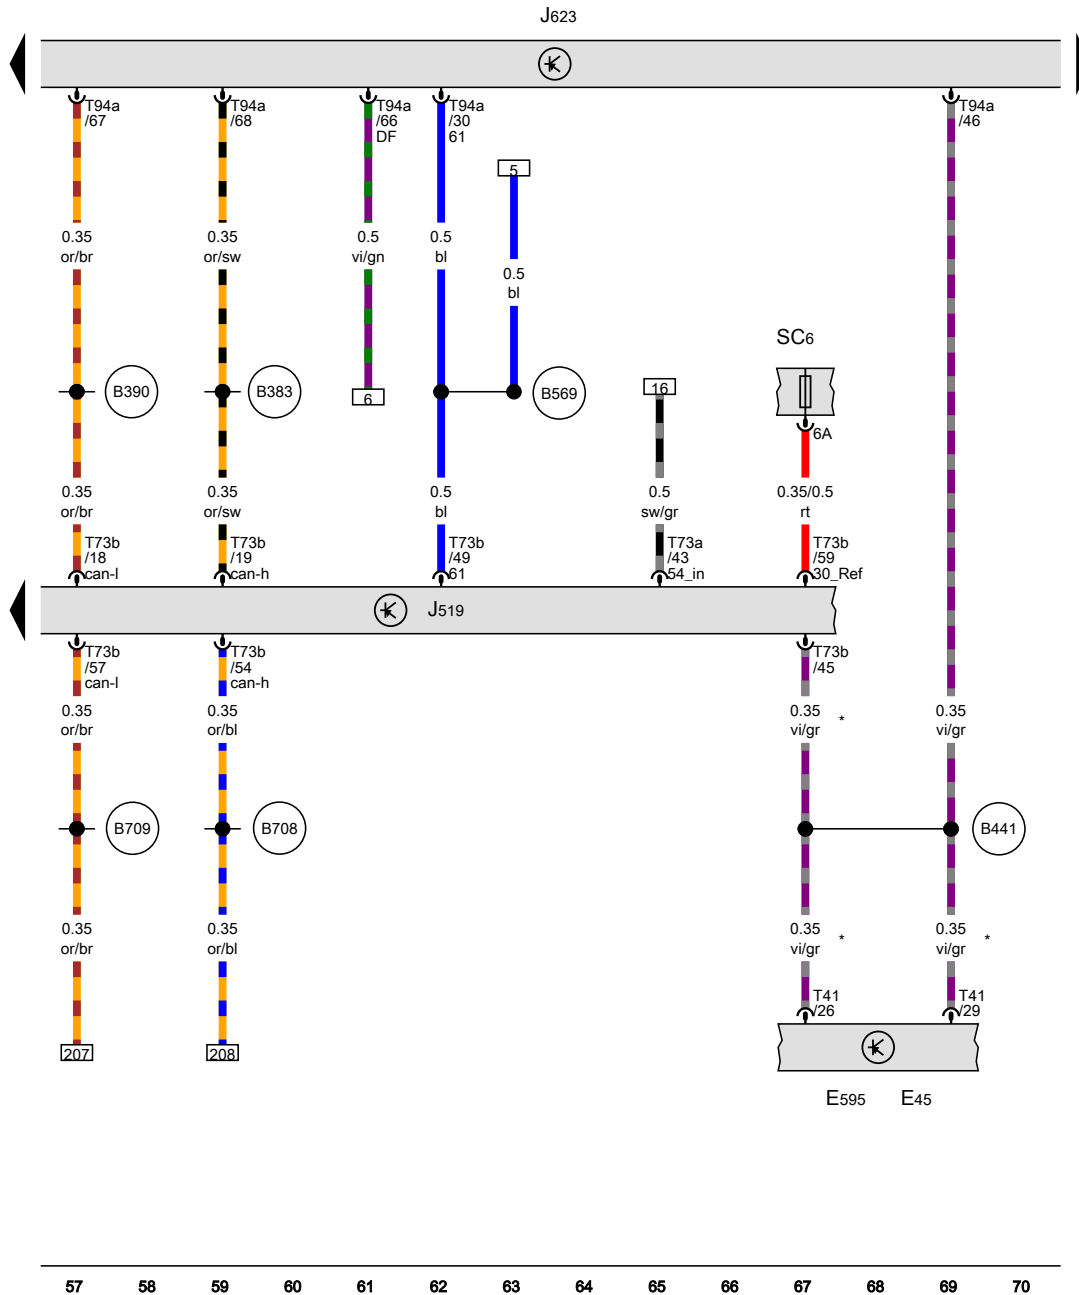 J623
T94a
/67
T94a
/68
T94a
/66
DF
T94a
/30
61
T94a
/46
5
0.35
or/br
0.35
or/sw
0.5
vi/gn
0.5
bl
0.5
bl
SC6
B390
B383
6
B569
16
6A
0.35
or/br
0.35
or/sw
0.5
bl
0.5
sw/gr
0.35/0.5
rt
T73b
/18
can-l
T73b
/19
can-h
T73b
/49
61
T73a
/43
54_in
T73b
/59
30_Ref
J519
T73b
/57
can-l
T73b
/54
can-h
T73b
/45
0.35
or/br
0.35
or/bl
0.35
vi/gr
*
0.35
vi/gr
B709
B708
B441
0.35
or/br
0.35
or/bl
0.35
vi/gr
*
0.35
vi/gr
*
T41
/26
T41
/29
207
208
E595 E45
57 58 59 60 61 62 63 64 65 66 67 68 69 70